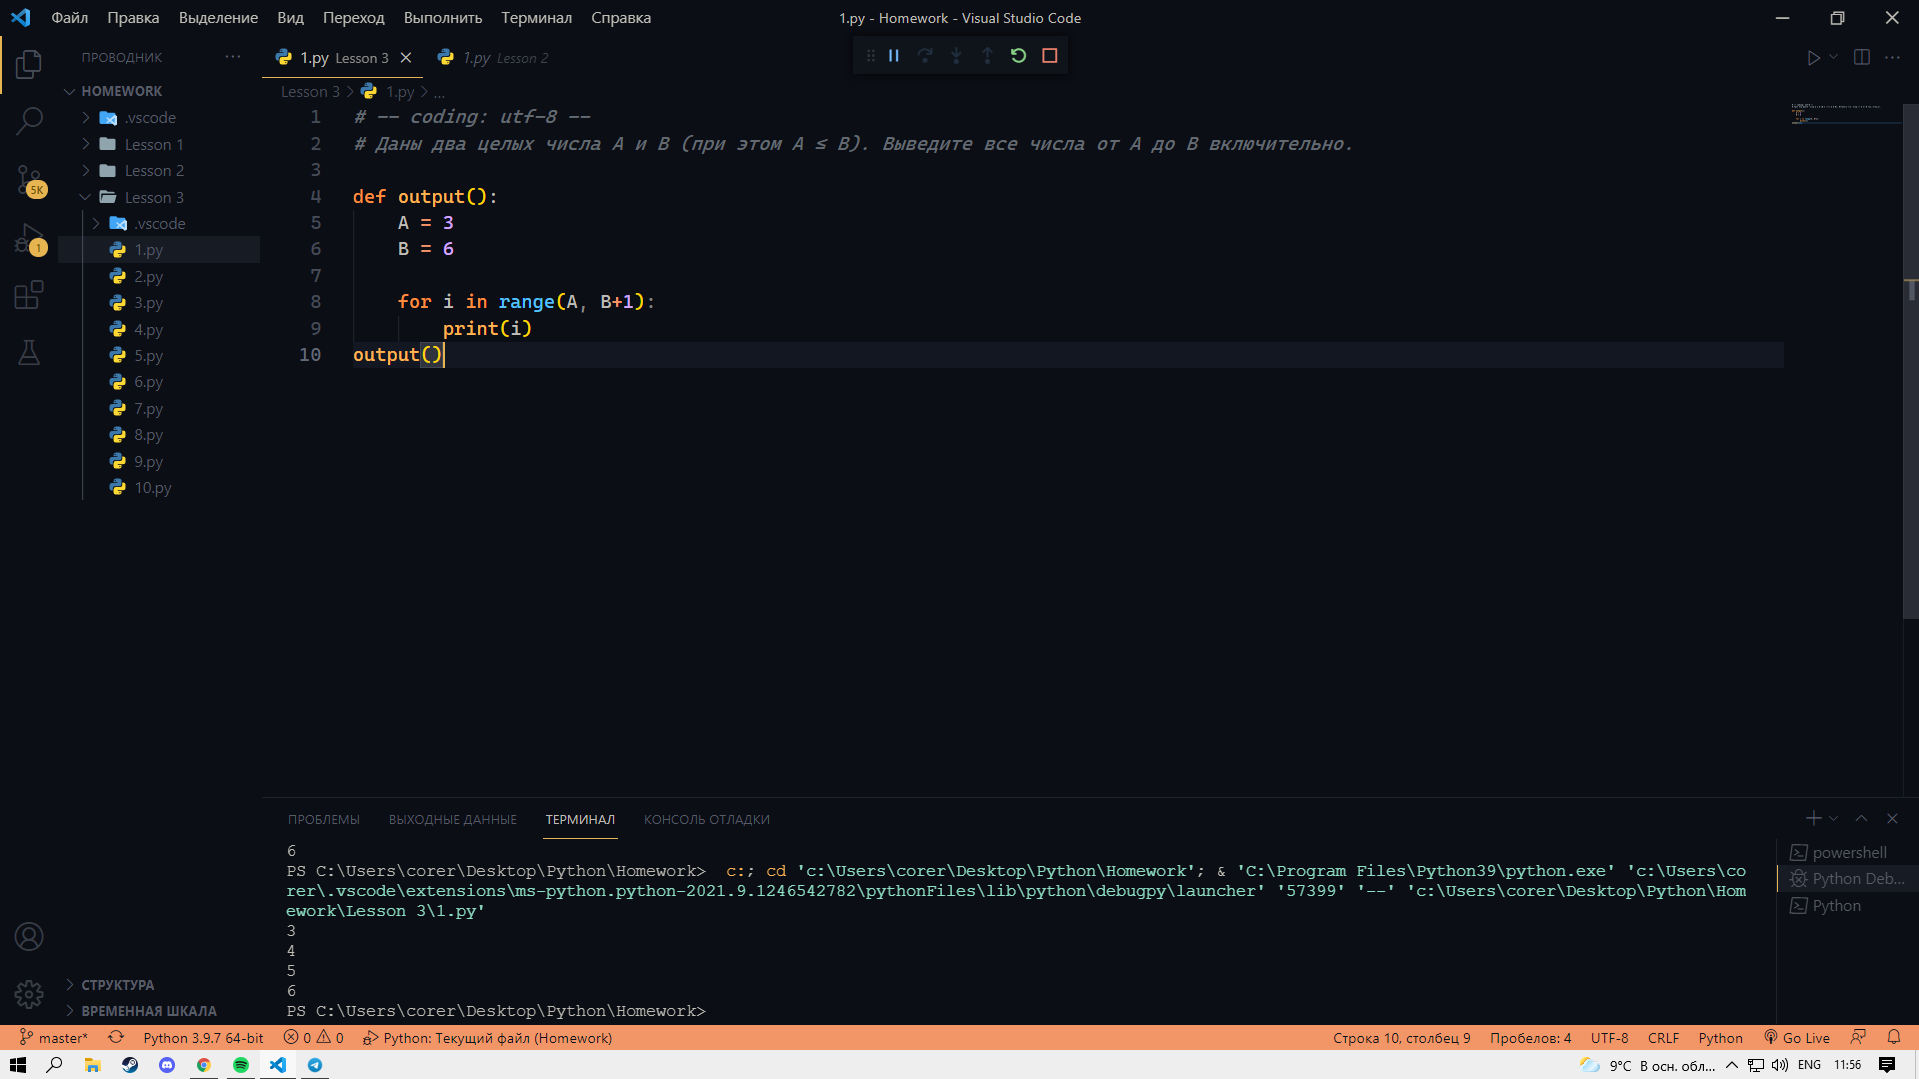 Файл Правка Выделение Вид Переход Выполнить Терминал Справка
1.py - Homework - Visual Studio Code
ПРОВОДНИК
1.py Lesson 3
1.py Lesson 2
HOMEWORK
Lesson 3 > 1.py > ...
.vscode
Lesson 1
Lesson 2
Lesson 3
.vscode
1.py
2.py
3.py
4.py
5.py
6.py
7.py
8.py
9.py
10.py
5K
1
1 # -- coding: utf-8 --
2 # Даны два целых числа A и B (при этом A ≤ B). Выведите все числа от A до B включительно.
3
4 def output():
5 A = 3
6 B = 6
7
8 for i in range(A, B+1):
9 print(i)
10 output()
ПРОБЛЕМЫ ВЫХОДНЫЕ ДАННЫЕ ТЕРМИНАЛ КОНСОЛЬ ОТЛАДКИ
6
PS C:\Users\corer\Desktop\Python\Homework>  c:; cd 'c:\Users\corer\Desktop\Python\Homework'; & 'C:\Program Files\Python39\python.exe' 'c:\Users\co
rer\.vscode\extensions\ms-python.python-2021.9.1246542782\pythonFiles\lib\python\debugpy\launcher' '57399' '--' 'c:\Users\corer\Desktop\Python\Hom
ework\Lesson 3\1.py'
3
4
5
6
PS C:\Users\corer\Desktop\Python\Homework>
powershell
Python Deb...
Python
СТРУКТУРА
ВРЕМЕННАЯ ШКАЛА
master* Python 3.9.7 64-bit 0 0 Python: Текущий файл (Homework)
Строка 10, столбец 9 Пробелов: 4 UTF-8 CRLF Python Go Live
9°C В осн. обл... ENG 11:56